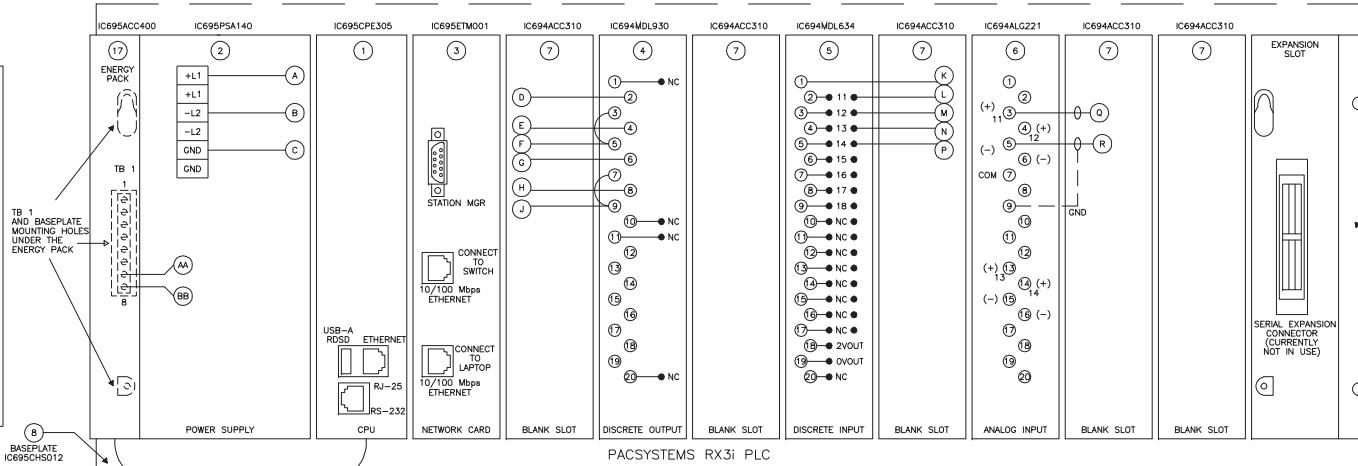 IC695ACC400 IC695PSA140 IC695CPE305 IC695ETM001 IC694ACC310 IC694MDL930 IC694ACC310 IC694MDL634 IC694ACC310 IC694ALG221 IC694ACC310 IC694ACC310
17
ENERGY
PACK
TB 1
1
8
TB 1
AND BASEPLATE
MOUNTING HOLES
UNDER THE
ENERGY PACK
AA
BB
8
BASEPLATE
IC695CHS012
2
+L1 A
+L1
-L2 B
-L2
GND C
GND
POWER SUPPLY
1
USB-A
RDSD ETHERNET
RJ-25
RS-232
CPU
3
STATION MGR
CONNECT
TO
SWITCH
10/100 Mbps
ETHERNET
CONNECT
TO
LAPTOP
10/100 Mbps
ETHERNET
NETWORK CARD
7
D
E
F
G
H
J
BLANK SLOT
4
1 NC
2
3
4
5
6
7
8
9
10 NC
11 NC
12
13
14
15
16
17
18
19
20 NC
DISCRETE OUTPUT
7
BLANK SLOT
5
1
2 11
3 12
4 13
5 14
6 15
7 16
8 17
9 18
10 NC
11 NC
12 NC
13 NC
14 NC
15 NC
16 NC
17 NC
18 2VOUT
19 0VOUT
20 NC
DISCRETE INPUT
7
K
L
M
N
P
BLANK SLOT
6
1
2
(+) 3
11
4 (+)
12
(-) 5
6 (-)
COM 7
8
9
10
11
12
(+) 13
13
14 (+)
14
(-) 15
16 (-)
17
18
19
20
ANALOG INPUT
7
Q
R
GND
BLANK SLOT
7
BLANK SLOT
EXPANSION
SLOT
SERIAL EXPANSION
CONNECTOR
(CURRENTLY
NOT IN USE)
PACSYSTEMS RX3i PLC